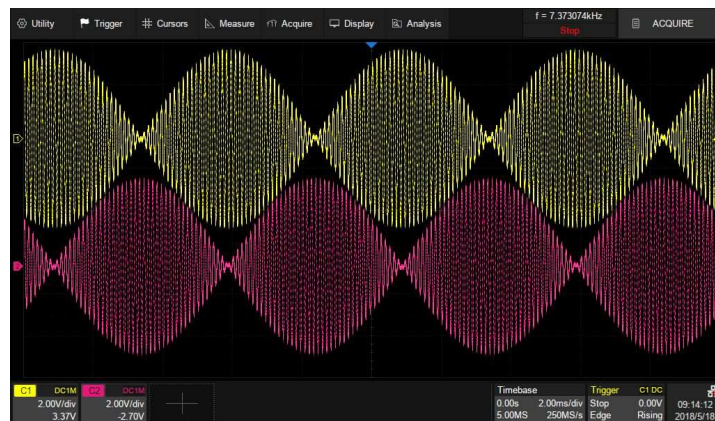 Utility Trigger Cursors Measure Acquire Display Analysis f = 7.373074kHz ACQUIRE
Stop
1
2
C1 DC1M C2 DC1M Timebase Trigger C1 DC
2.00V/div 2.00V/div 0.00s 2.00ms/div Stop 0.00V 09:14:12
3.37V -2.70V 5.00MS 250MS/s Edge Rising 2018/5/18